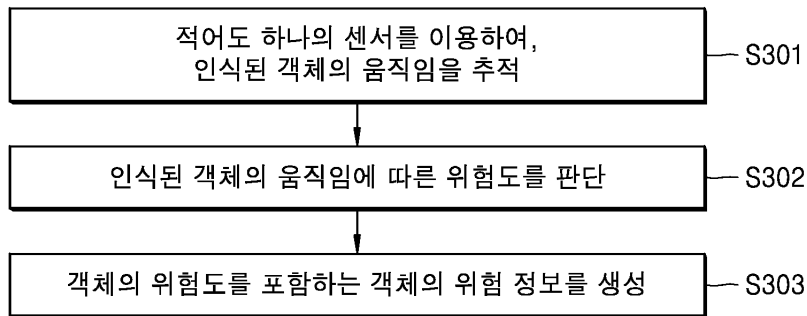 적어도 하나의 센서를 이용하여,
인식된 객체의 움직임을 추적
S301
인식된 객체의 움직임에 따른 위험도를 판단
S302
객체의 위험도를 포함하는 객체의 위험 정보를 생성
S303